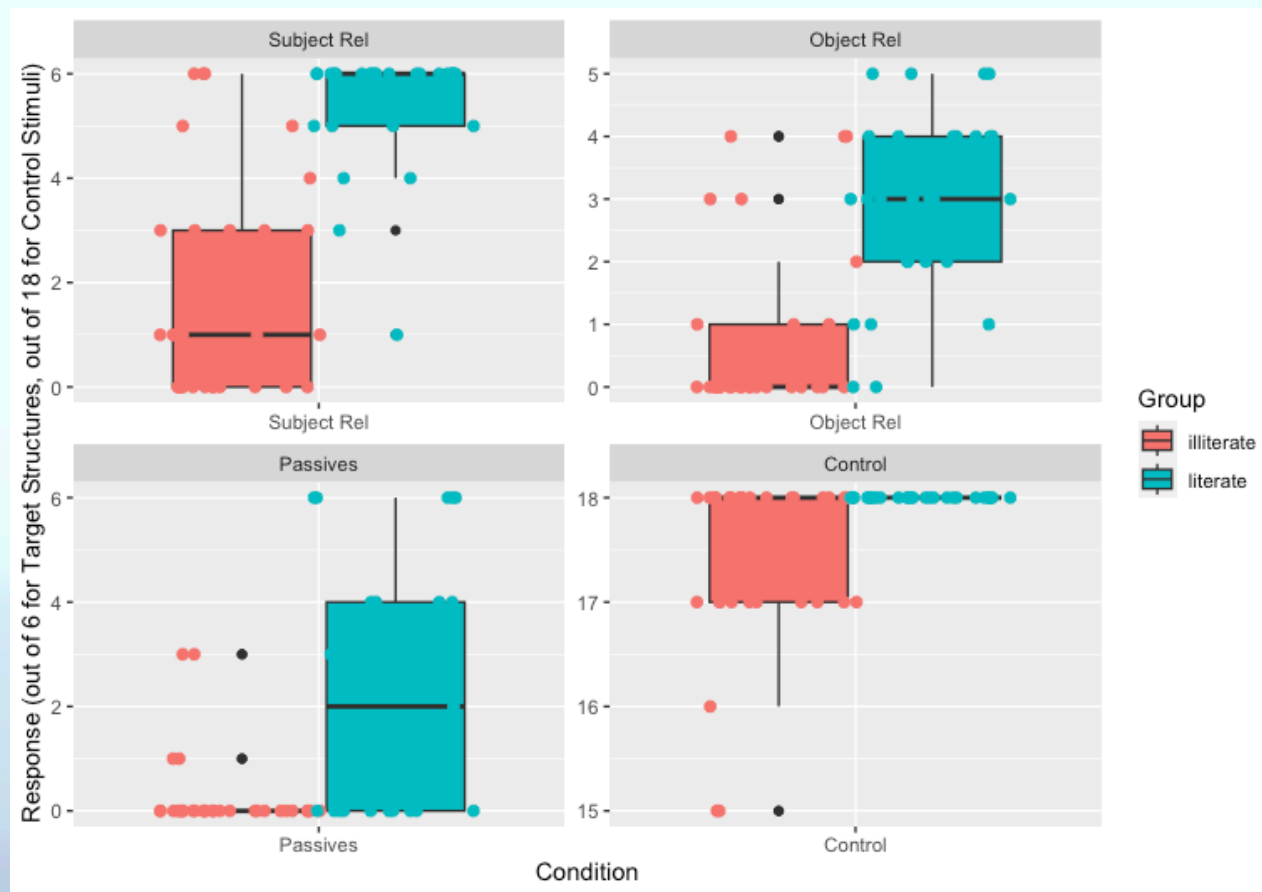 Subject Rel
Object Rel
6
4
2
0
5
4
3
2
1
0
Subject Rel
Object Rel
Passives
Control
6
4
2
0
18
17
16
15
Passives
Control
Condition
Response (out of 6 for Target Structures, out of 18 for Control Stimuli)
Group
illiterate
literate